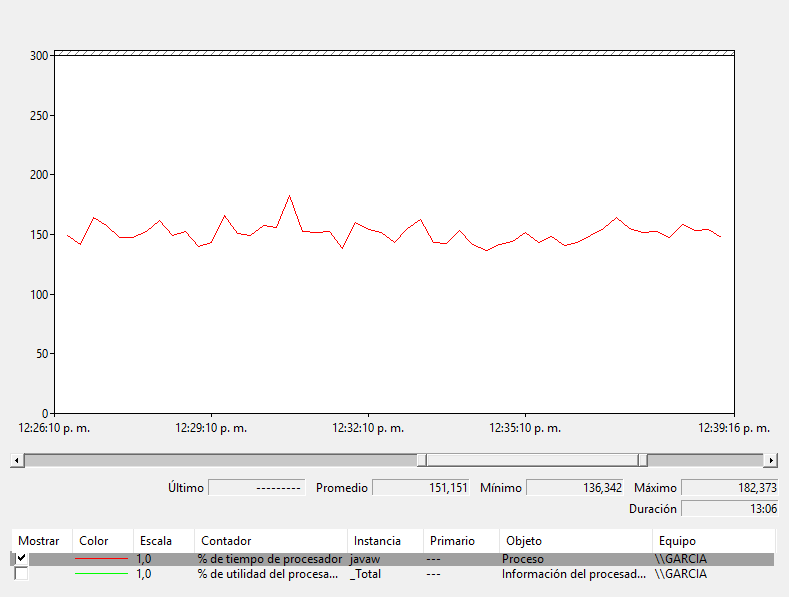 300
250
200
150
100
50
0
12:26:10 p. m. 12:29:10 p. m. 12:32:10 p. m. 12:35:10 p. m. 12:39:16 p. m.
Último --------- Promedio 151,151 Mínimo 136,342 Máximo 182,373
Duración 13:06
Mostrar Color Escala Contador Instancia Primario Objeto Equipo
1,0 % de tiempo de procesador javaw --- Proceso \\GARCIA
1,0 % de utilidad del procesa... _Total --- Información del procesad... \\GARCIA